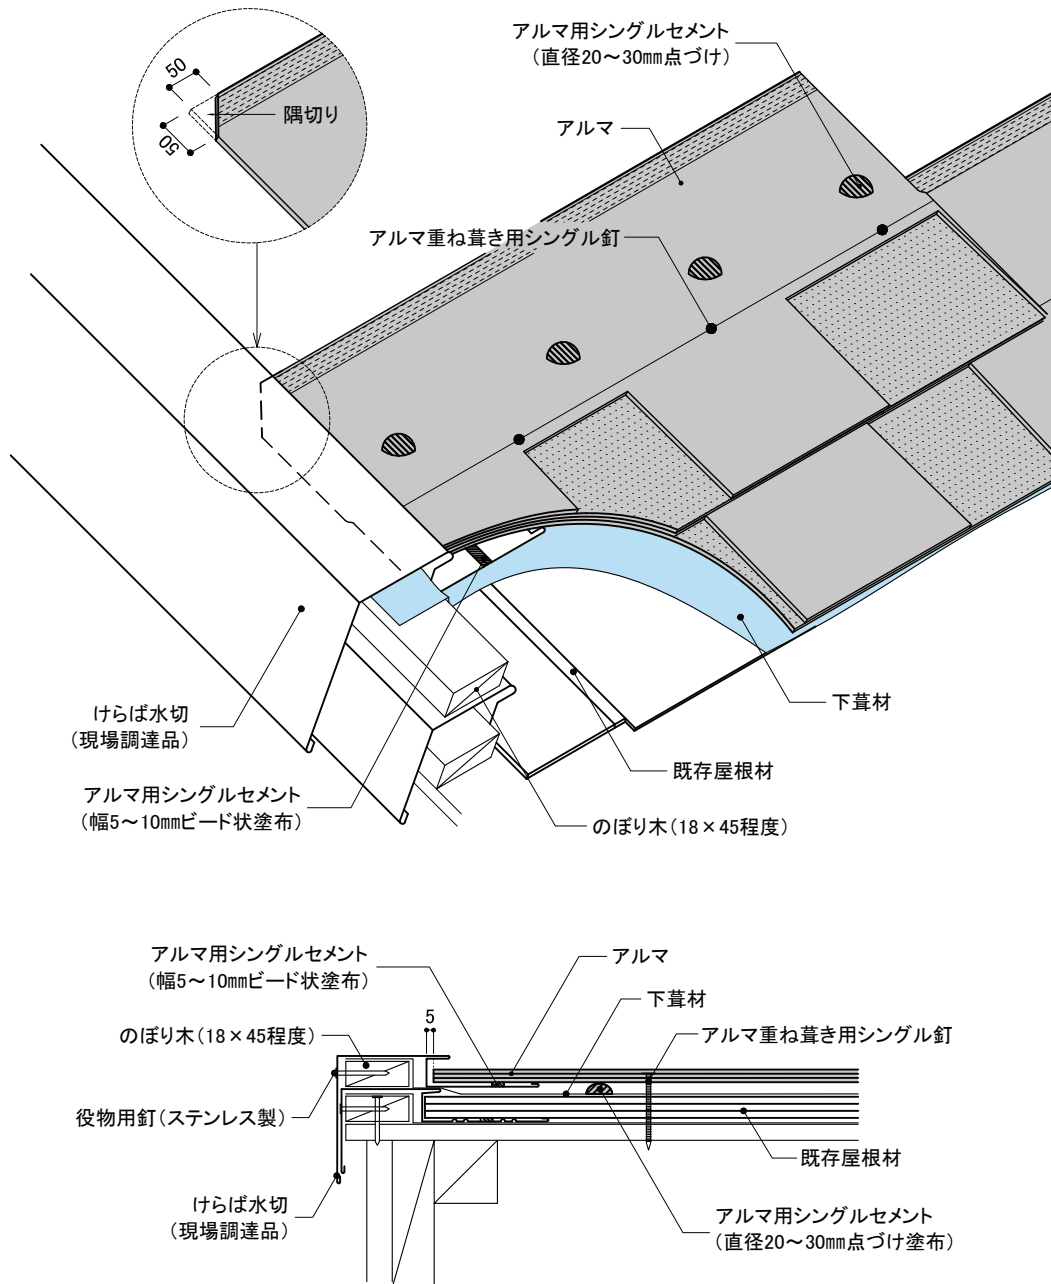 アルマ用シングルセメント
(直径20～30㎜点づけ)
50
50
隅切り
アルマ
アルマ重ね葺き用シングル釘
下葺材
けらば水切
(現場調達品)
既存屋根材
アルマ用シングルセメント
(幅5～10㎜ビード状塗布)
のぼり木(18×45程度)
アルマ用シングルセメント
(幅5～10㎜ビード状塗布)
アルマ
下葺材
5
のぼり木(18×45程度)
アルマ重ね葺き用シングル釘
役物用釘(ステンレス製)
既存屋根材
けらば水切
(現場調達品)
アルマ用シングルセメント
(直径20～30㎜点づけ塗布)